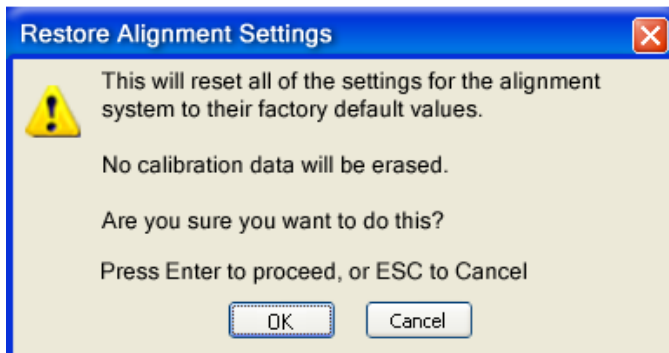 Restore Alignment Settings
This will reset all of the settings for the alignment
system to their factory default values.
No calibration data will be erased.
Are you sure you want to do this?
Press Enter to proceed, or ESC to Cancel
OK
Cancel